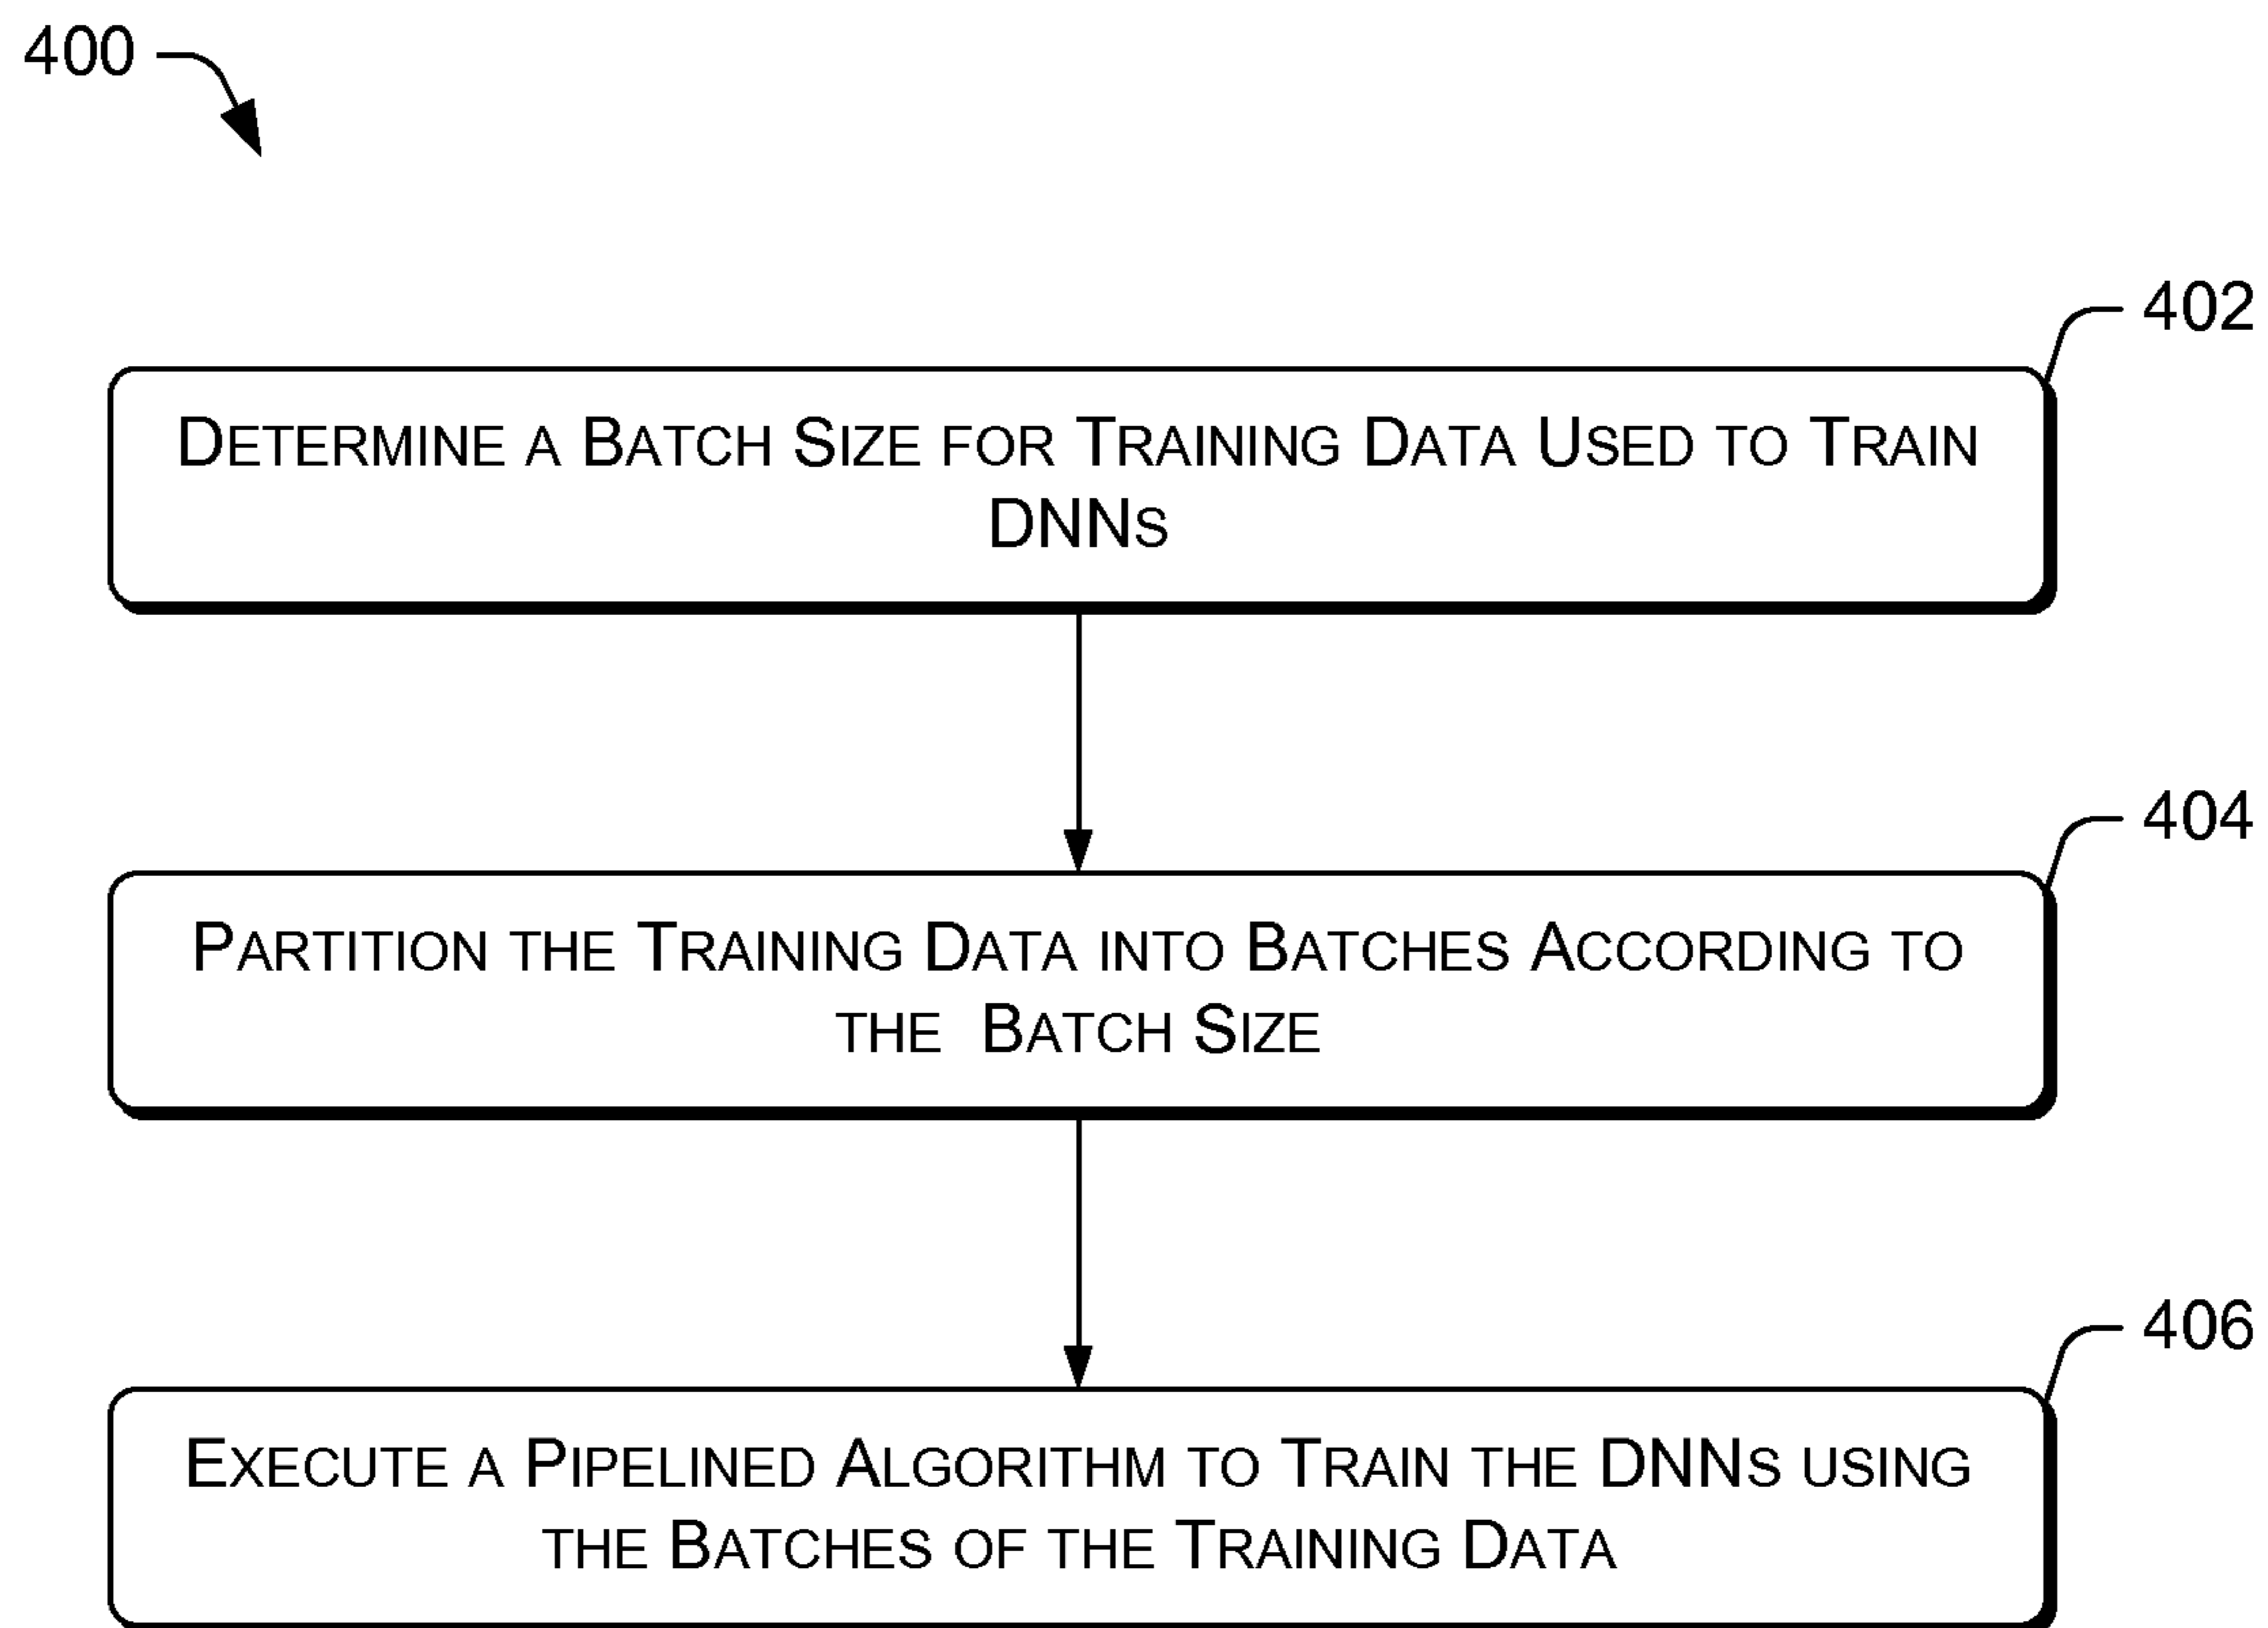 400
402
Determine a Batch Size for Training Data Used to Train
DNNs
404
Partition the Training Data into Batches According to
the Batch Size
406
Execute a Pipelined Algorithm to Train the DNNs using
the Batches of the Training Data